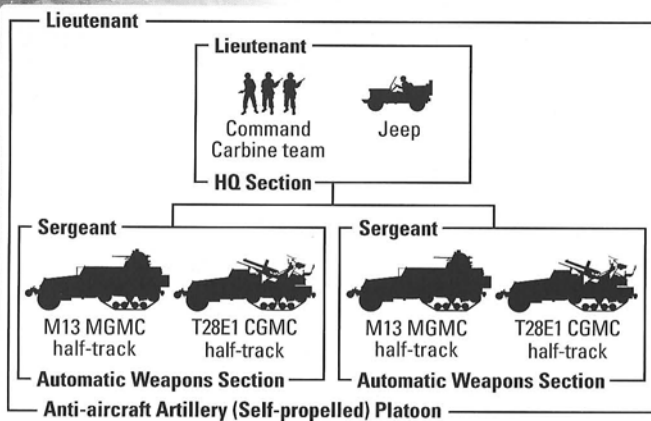 Lieutenant
Lieutenant
Command
Carbine team
Jeep
HQ Section
Sergeant
M13 MGMC
half-track
T28E1 CGMC
half-track
Automatic Weapons Section
Sergeant
M13 MGMC
half-track
T28E1 CGMC
half-track
Automatic Weapons Section
Anti-aircraft Artillery (Self-propelled) Platoon